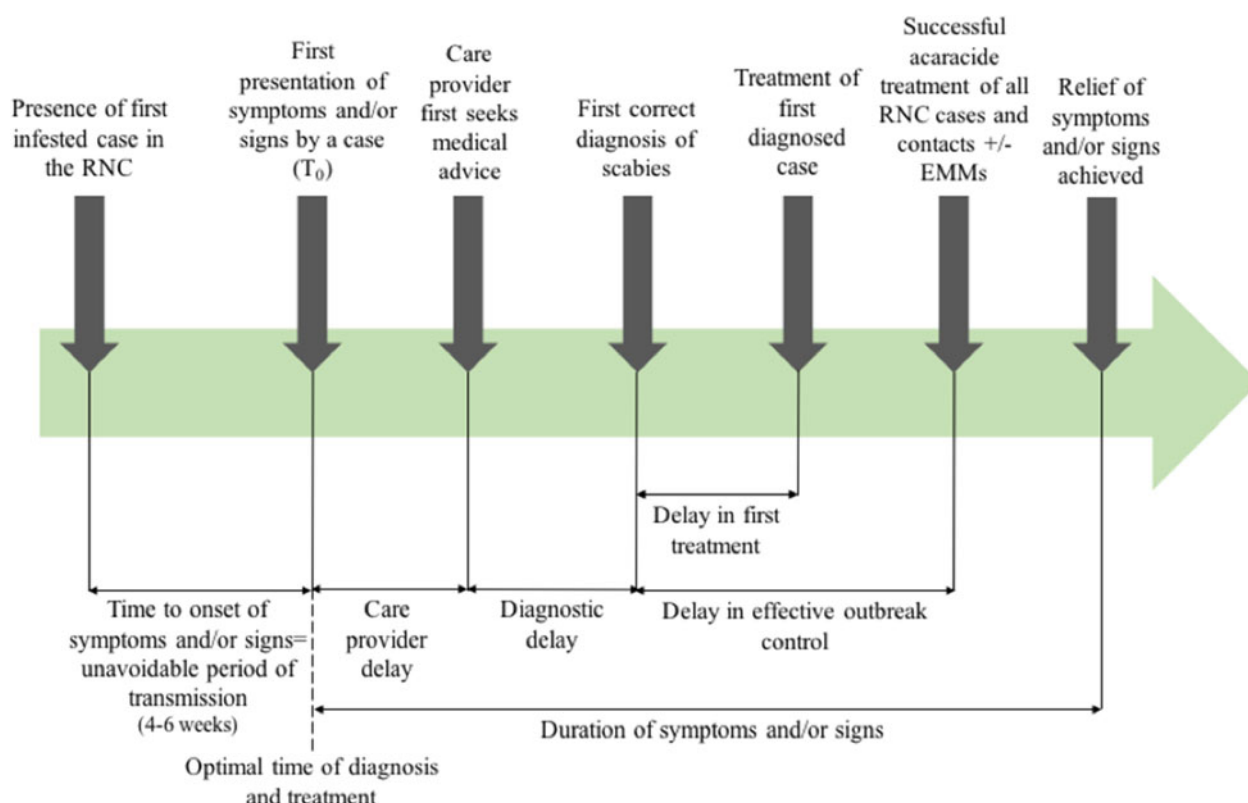 Presence of first
infested case in
the RNC
First
presentation of
symptoms and/or
signs by a case
(T₀)
Care
provider
first seeks
medical
advice
First correct
diagnosis of
scabies
Treatment of
first
diagnosed
case
Successful
acaracide
treatment of all
RNC cases and
contacts +/-
EMMs
Relief of
symptoms
and/or signs
achieved
Delay in first
treatment
Time to onset of
symptoms and/or signs=
unavoidable period of
transmission
(4-6 weeks)
Care
provider
delay
Diagnostic
delay
Delay in effective outbreak
control
Duration of symptoms and/or signs
Optimal time of diagnosis
and treatment